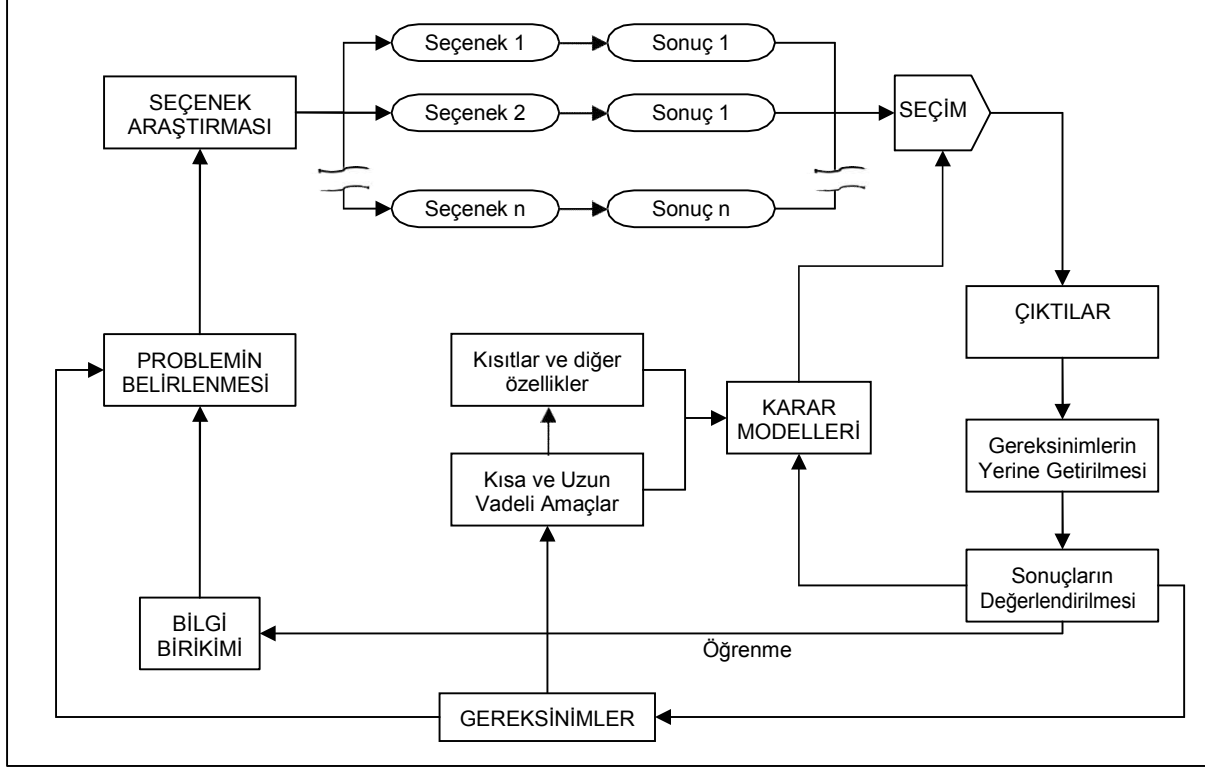 Seçenek 1
Sonuç 1
SEÇENEK
ARAŞTIRMASI
Seçenek 2
Sonuç 1
SEÇİM
Seçenek n
Sonuç n
ÇIKTILAR
PROBLEMİN
BELİRLENMESİ
Kısıtlar ve diğer
özellikler
KARAR
MODELLERİ
Gereksinimlerin
Yerine Getirilmesi
Kısa ve Uzun
Vadeli Amaçlar
Sonuçların
Değerlendirilmesi
BİLGİ
BİRİKİMİ
Öğrenme
GEREKSİNİMLER